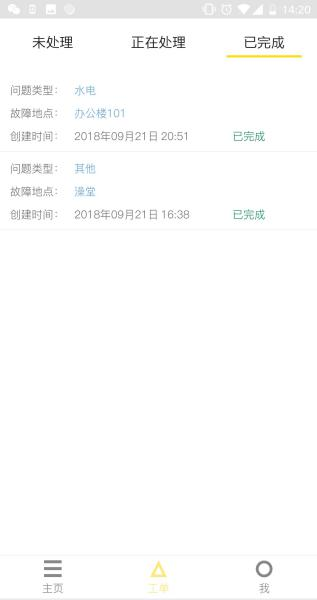 14:20
未处理 正在处理 已完成
问题类型： 水电
故障地点： 办公楼101
创建时间： 2018年09月21日 20:51 已完成
问题类型： 其他
故障地点： 澡堂
创建时间： 2018年09月21日 16:38 已完成
主页 工单 我